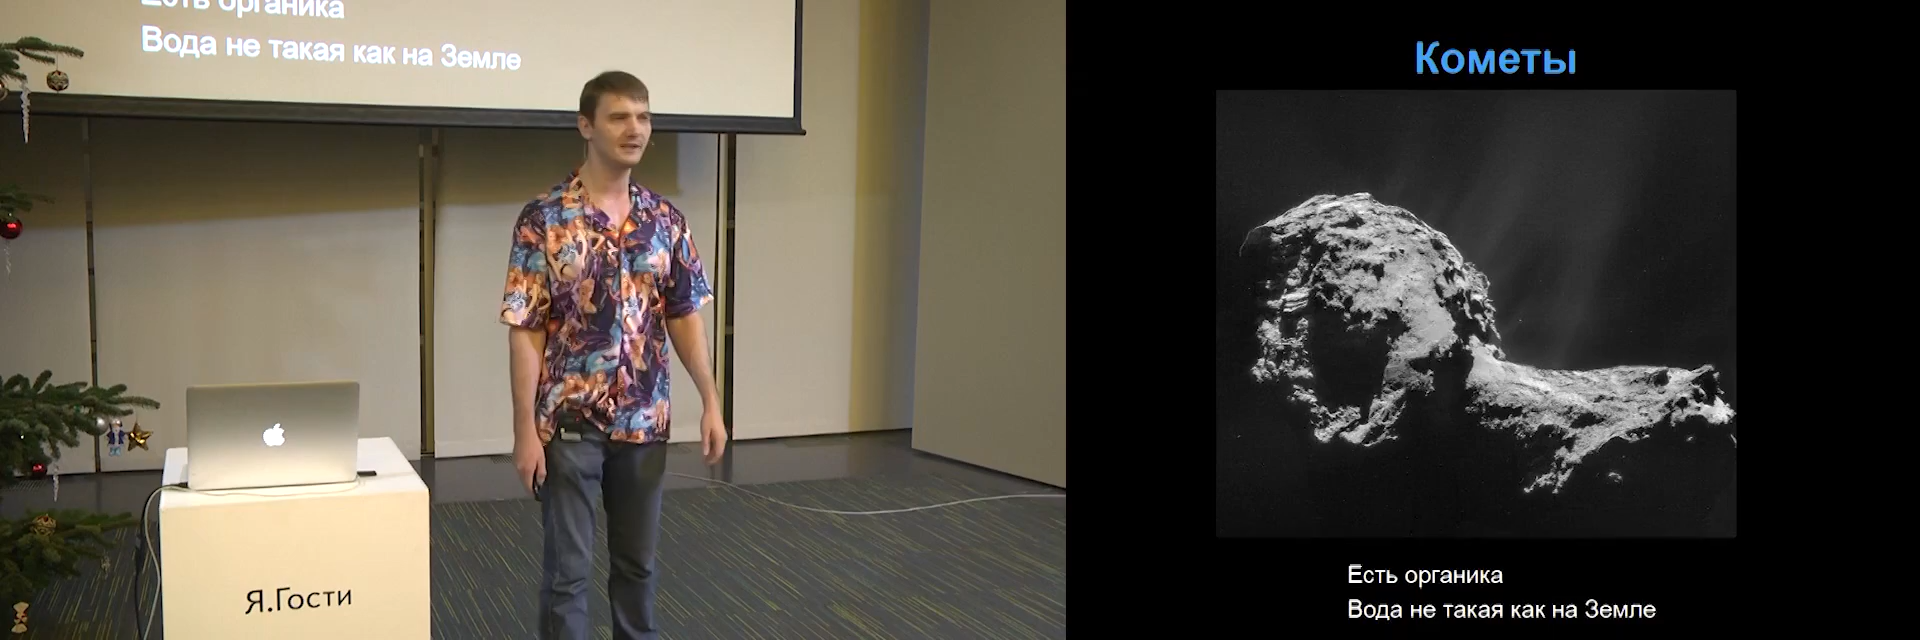 Есть органика
Вода не такая как на Земле
Я.Гости
Кометы
Есть органика
Вода не такая как на Земле